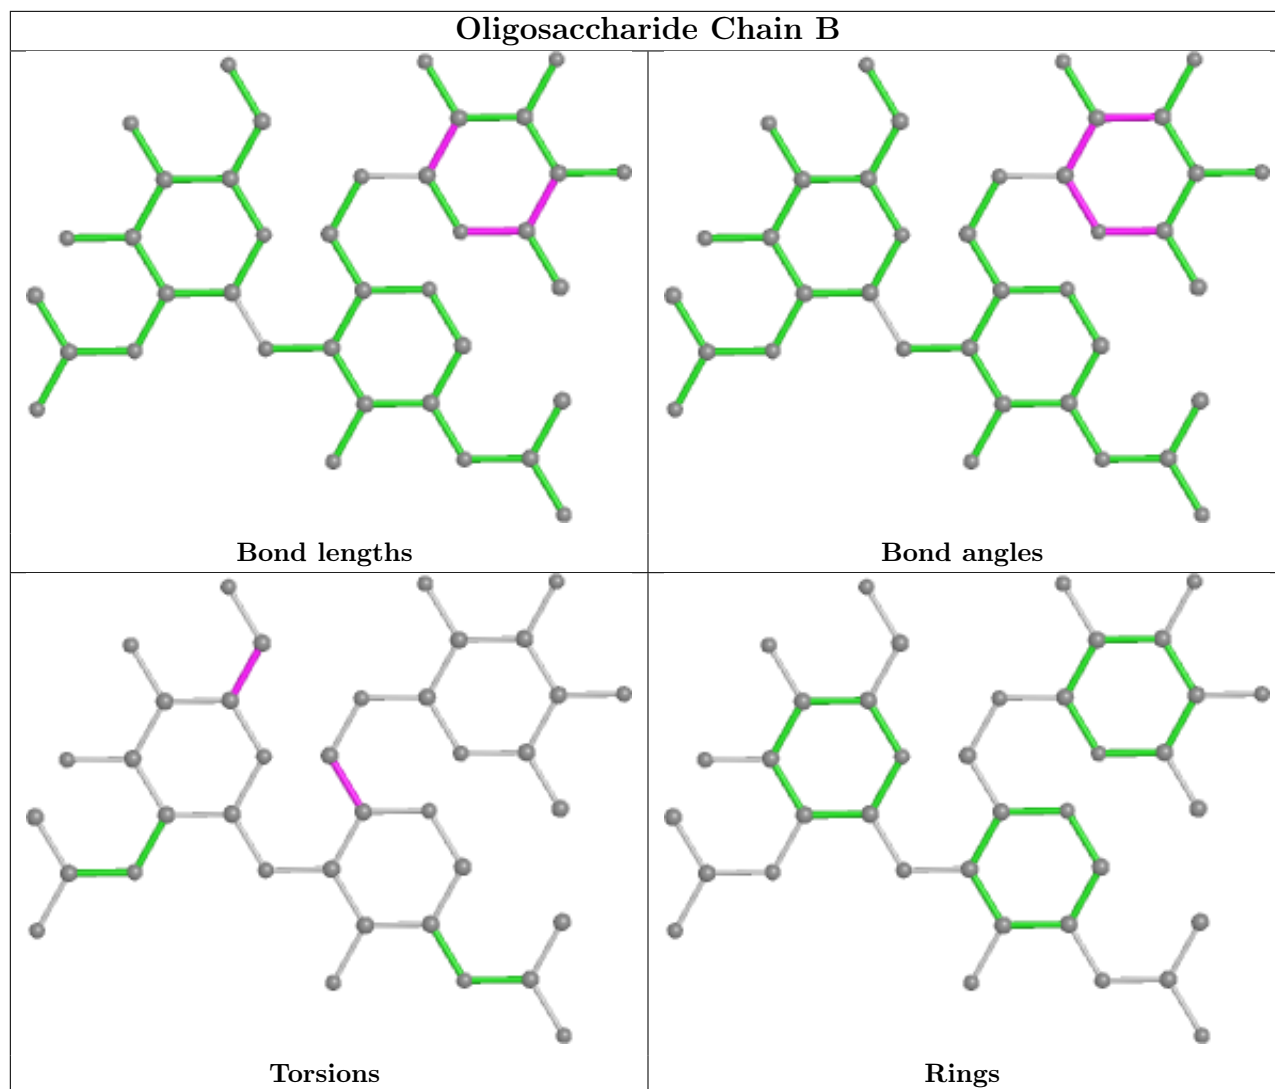 Oligosaccharide Chain B
Bond lengths
Bond angles
Torsions
Rings